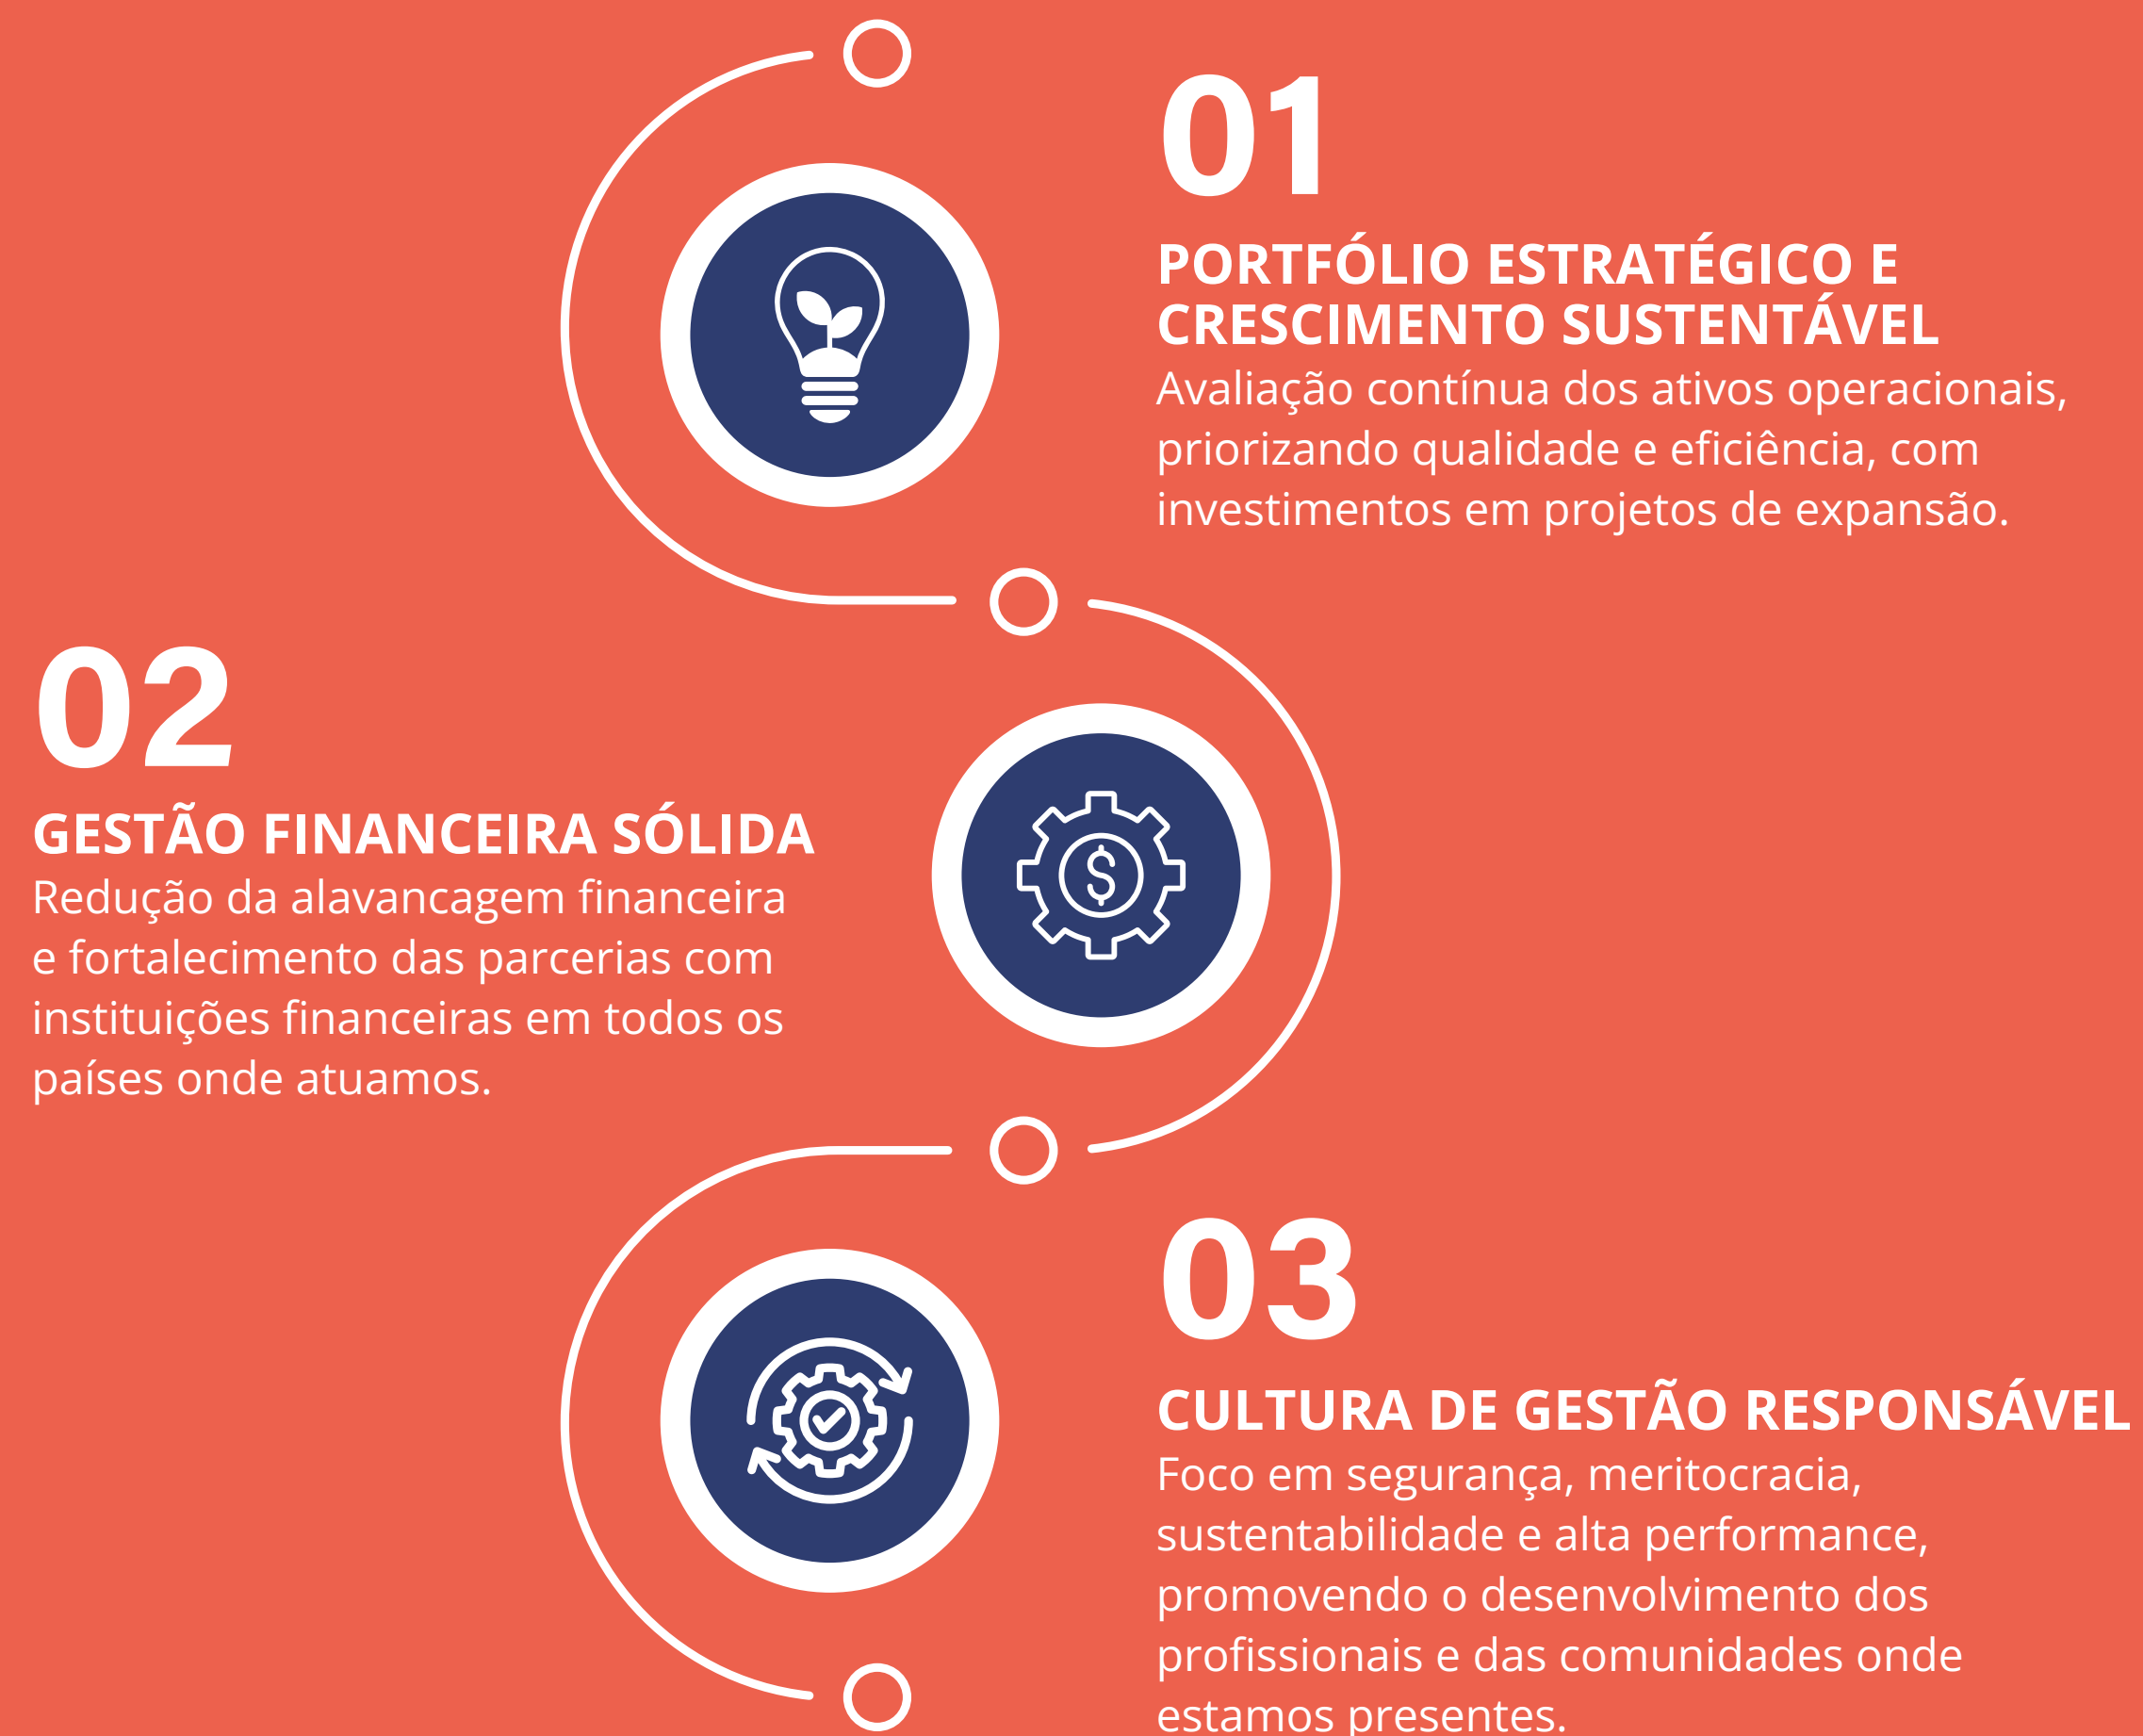 01
PORTFÓLIO ESTRATÉGICO E
CRESCIMENTO SUSTENTÁVEL
Avaliação contínua dos ativos operacionais,
priorizando qualidade e eficiência, com
investimentos em projetos de expansão.
02
GESTÃO FINANCEIRA SÓLIDA
Redução da alavancagem financeira
e fortalecimento das parcerias com
instituições financeiras em todos os
países onde atuamos.
03
CULTURA DE GESTÃO RESPONSÁVEL
Foco em segurança, meritocracia,
sustentabilidade e alta performance,
promovendo o desenvolvimento dos
profissionais e das comunidades onde
estamos presentes.